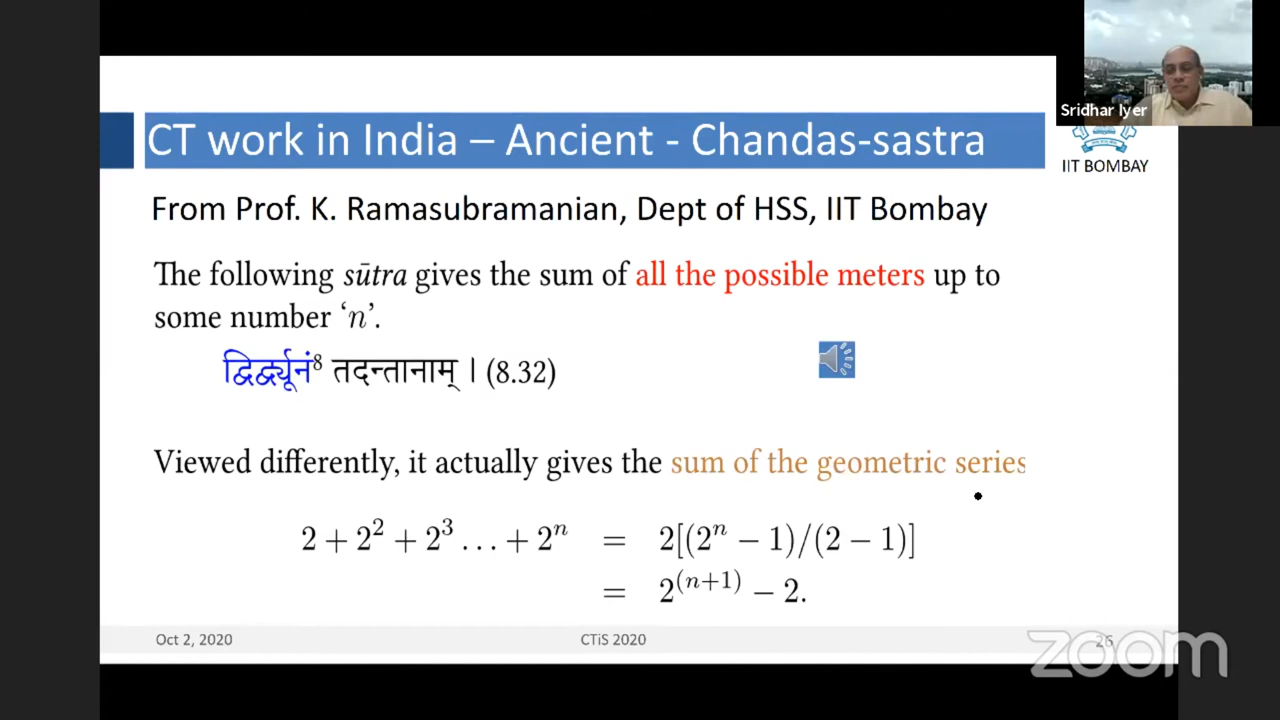 Sridhar Iyer
CT work in India – Ancient - Chandas-sastra
IIT BOMBAY
From Prof. K. Ramasubramanian, Dept of HSS, IIT Bombay
The following sūtra gives the sum of all the possible meters up to
some number ‘n’.
द्विर्द्व्यूनं⁸ तदन्तानाम् । (8.32)
Viewed differently, it actually gives the sum of the geometric series
2 + 2² + 2³ … + 2ⁿ = 2[(2ⁿ − 1)/(2 − 1)]
= 2⁽ⁿ⁺¹⁾ − 2.
Oct 2, 2020 CTiS 2020 26
zoom